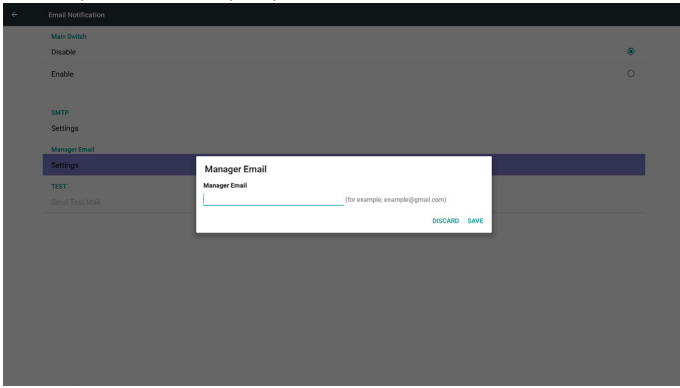 Email Notification
Main Switch
Disable
Enable
SMTP
Settings
Manager Email
Settings
TEST
Send Test Mail
Manager Email
Manager Email
(for example, example@gmail.com)
DISCARD SAVE